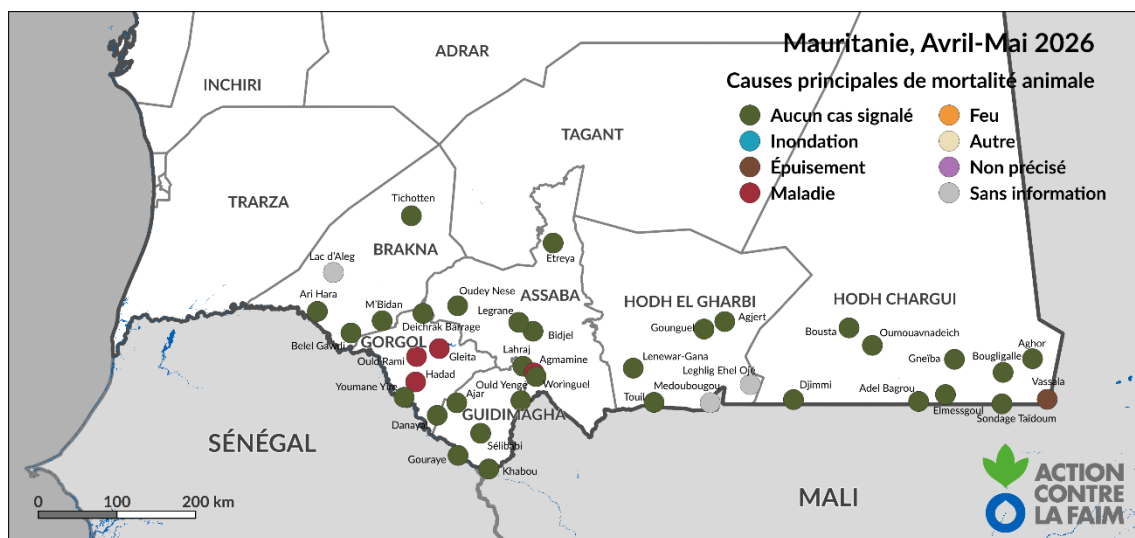 Mauritanie, Avril-Mai 2026
Causes principales de mortalité animale
Aucun cas signalé
Inondation
Épuisement
Maladie
Feu
Autre
Non précisé
Sans information
ADRAR
INCHIRI
TAGANT
TRARZA
Tichotten
BRAKNA
Lac d'Aleg
Etreya
Ari Hara
M'Bidan
Oudey Nese
ASSABA
Legrane
HODH EL GHARBI
HODH CHARGUI
Deichrak Barrage
Bidjel
Gounguel
Agjert
Bousta
Oumouavnadeich
Belel Gawdi
GORGOL
Gleita
Ould Rami
Lahraj
Agmamine
Lenewar-Gana
Leghlig Ehel Oje
Gneïba
Bougligalle
Aghor
Hadad
Youmane Yire
Ajar
Ould Yengé
Woringuel
Medoubougou
Touil
Djimmi
Adel Bagrou
Elmessgoul
Vassala
Sondage Taïdoum
Danayal
GUIDIMAGHA
Sélibabi
Gouraye
Khabou
SÉNÉGAL
MALI
0 100 200 km
ACTION
CONTRE
LA FAIM